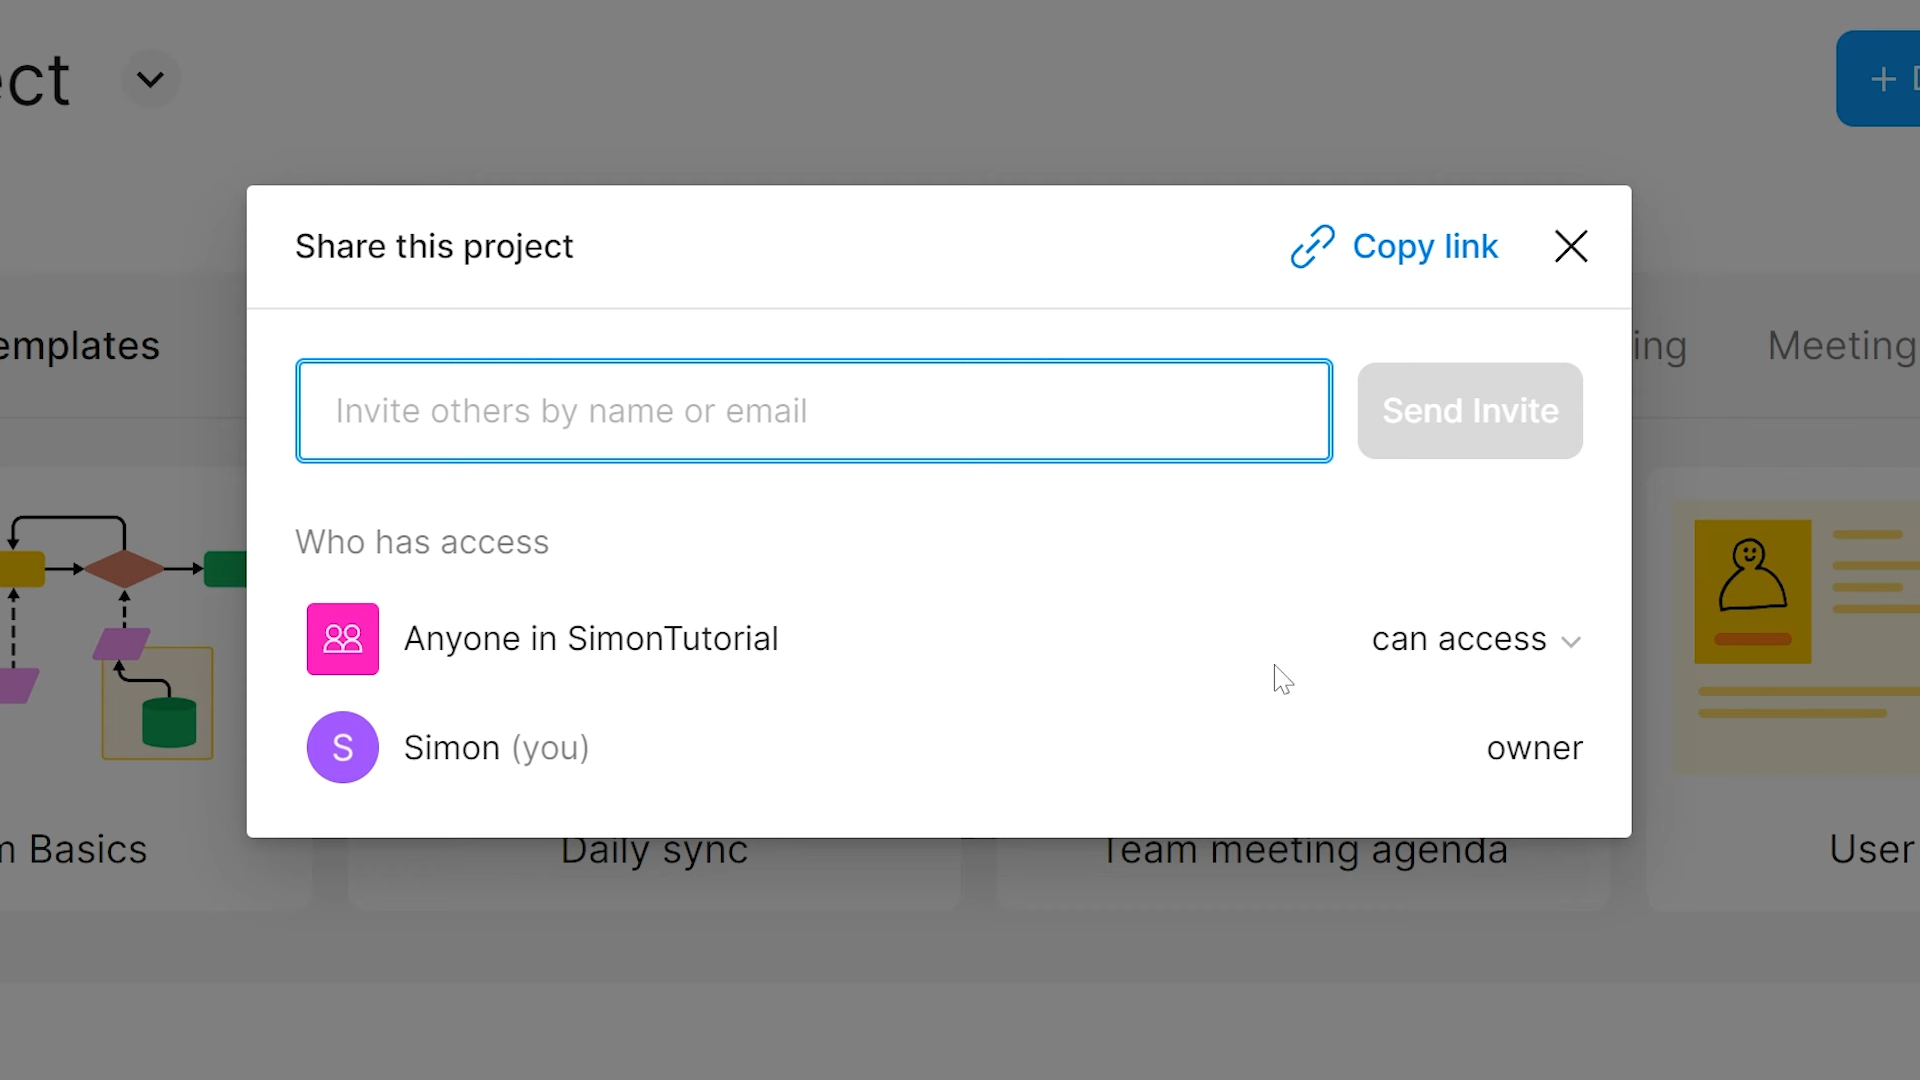 ect
+
Share this project
Copy link
emplates
ing
Meeting
Invite others by name or email
Send Invite
Who has access
Anyone in SimonTutorial
can access
S
Simon (you)
owner
Basics
Daily sync
Team meeting agenda
User